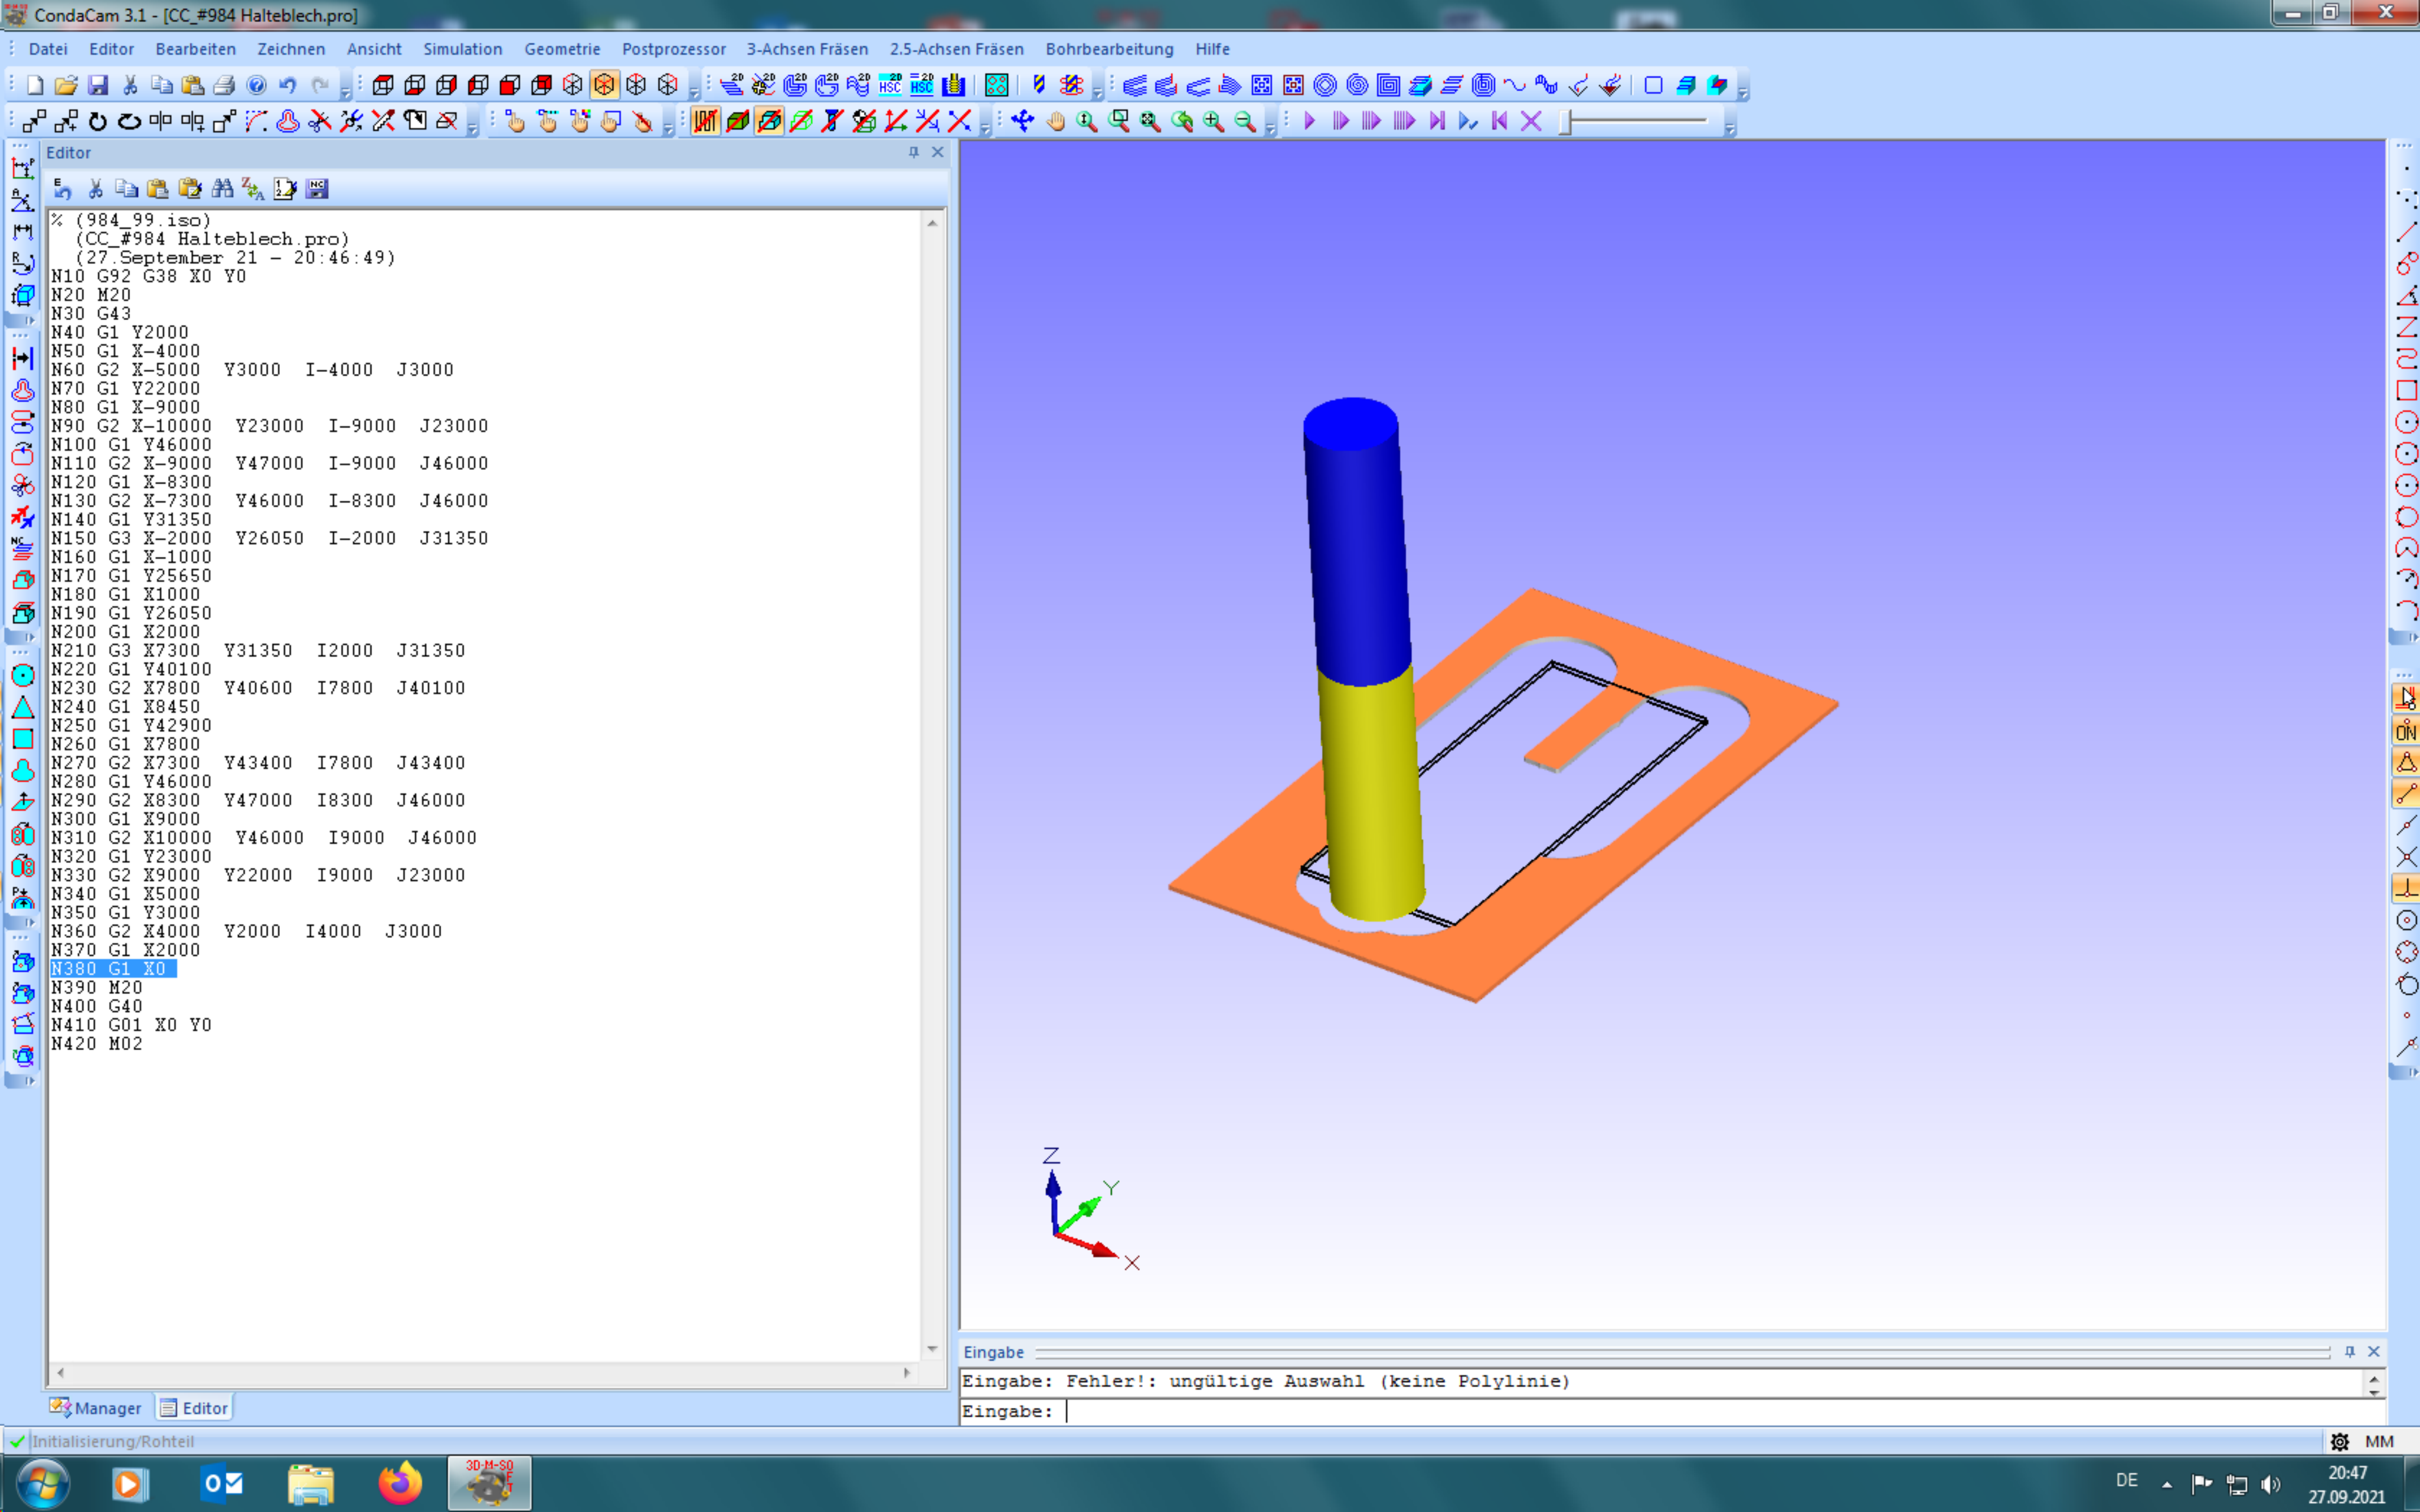 CondaCam 3.1 - [CC_#984 Halteblech.pro]
Datei Editor Bearbeiten Zeichnen Ansicht Simulation Geometrie Postprozessor 3-Achsen Fräsen 2.5-Achsen Fräsen Bohrbearbeitung Hilfe
Editor
% (984_99.iso)
(CC_#984 Halteblech.pro)
(27.September 21 - 20:46:49)
N10 G92 G38 X0 Y0
N20 M20
N30 G43
N40 G1 Y2000
N50 G1 X-4000
N60 G2 X-5000 Y3000 I-4000 J3000
N70 G1 Y22000
N80 G1 X-9000
N90 G2 X-10000 Y23000 I-9000 J23000
N100 G1 Y46000
N110 G2 X-9000 Y47000 I-9000 J46000
N120 G1 X-8300
N130 G2 X-7300 Y46000 I-8300 J46000
N140 G1 Y31350
N150 G3 X-2000 Y26050 I-2000 J31350
N160 G1 X-1000
N170 G1 Y25650
N180 G1 X1000
N190 G1 Y26050
N200 G1 X2000
N210 G3 X7300 Y31350 I2000 J31350
N220 G1 Y40100
N230 G2 X7800 Y40600 I7800 J40100
N240 G1 X8450
N250 G1 Y42900
N260 G1 X7800
N270 G2 X7300 Y43400 I7800 J43400
N280 G1 Y46000
N290 G2 X8300 Y47000 I8300 J46000
N300 G1 X9000
N310 G2 X10000 Y46000 I9000 J46000
N320 G1 Y23000
N330 G2 X9000 Y22000 I9000 J23000
N340 G1 X5000
N350 G1 Y3000
N360 G2 X4000 Y2000 I4000 J3000
N370 G1 X2000
N380 G1 X0
N390 M20
N400 G40
N410 G01 X0 Y0
N420 M02
Z
Y
X
Eingabe
Eingabe: Fehler!: ungültige Auswahl (keine Polylinie)
Eingabe:
Manager Editor
Initialisierung/Rohteil
MM
DE
20:47
27.09.2021